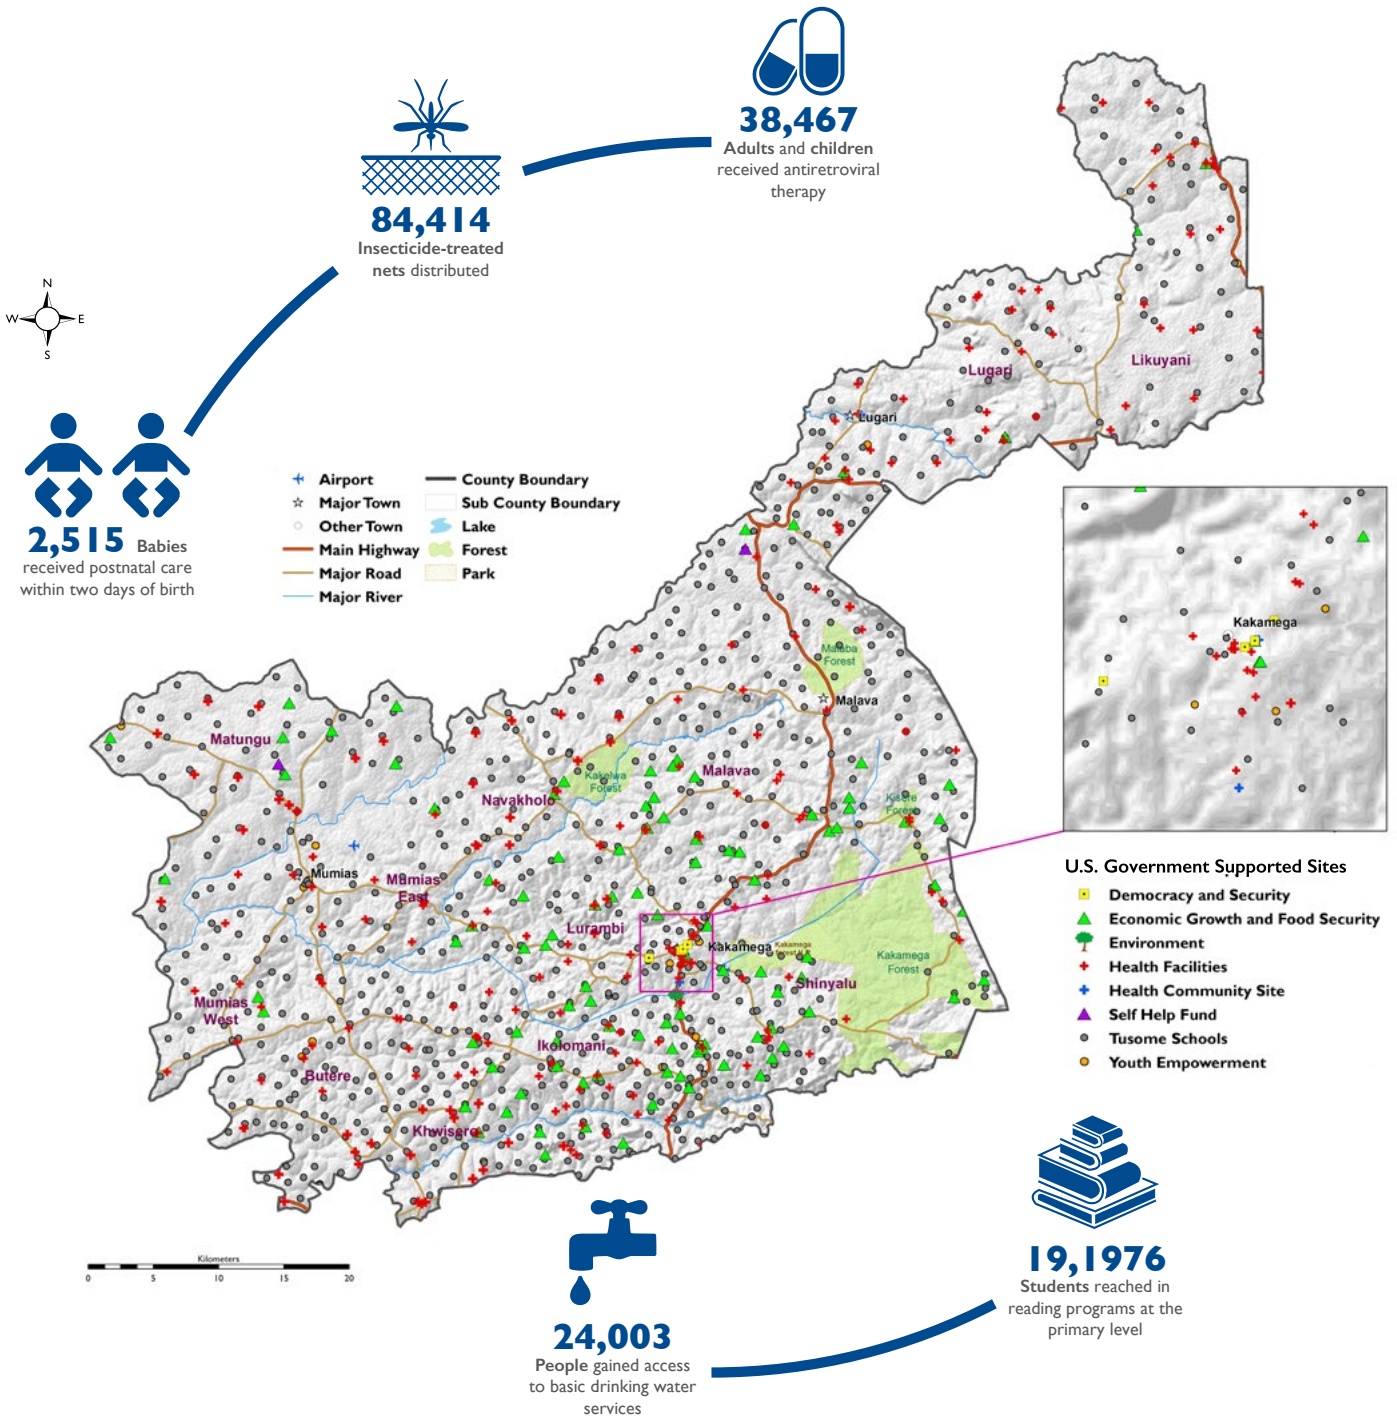 38,467
Adults and children
received antiretroviral
therapy
84,414
Insecticide-treated
nets distributed
N
W E
S
2,515 Babies
received postnatal care
within two days of birth
Airport
Major Town
Other Town
Main Highway
Major Road
Major River
County Boundary
Sub County Boundary
Lake
Forest
Park
Likuyani
Lugari
Lugari
Malaba
Forest
Malava
Matungu
Malava
Kakelwa
Forest
Navakholo
Kisere
Forest
Mumias
Mumias
East
Lurambi
Kakamega
Kakamega
Forest
Shinyalu
Mumias
West
Ikolomani
Butere
Khwisero
Kakamega
U.S. Government Supported Sites
Democracy and Security
Economic Growth and Food Security
Environment
Health Facilities
Health Community Site
Self Help Fund
Tusome Schools
Youth Empowerment
Kilometers
0 5 10 15 20
24,003
People gained access
to basic drinking water
services
19,1976
Students reached in
reading programs at the
primary level